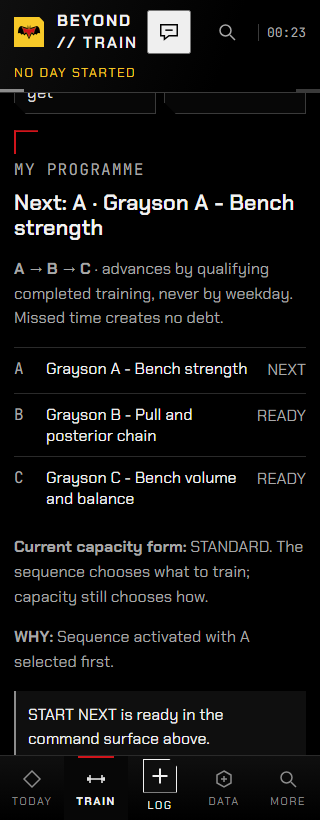 BEYOND
// TRAIN
00:23
NO DAY STARTED
yet
MY PROGRAMME
Next: A · Grayson A - Bench
strength
A → B → C · advances by qualifying
completed training, never by weekday.
Missed time creates no debt.
A Grayson A - Bench strength NEXT
B Grayson B - Pull and READY
posterior chain
C Grayson C - Bench volume READY
and balance
Current capacity form: STANDARD. The
sequence chooses what to train;
capacity still chooses how.
WHY: Sequence activated with A
selected first.
START NEXT is ready in the
command surface above.
TODAY TRAIN LOG DATA MORE